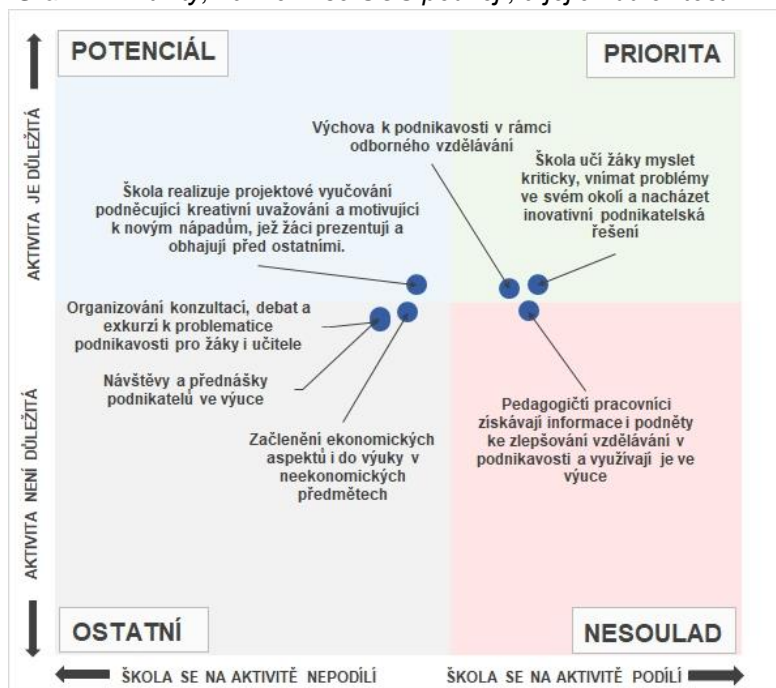 POTENCIÁL
PRIORITA
Výchova k podnikavosti v rámci
odborného vzdělávání
Škola učí žáky myslet
kriticky, vnímat problémy
ve svém okolí a nacházet
inovativní podnikatelská
řešení
Škola realizuje projektové vyučování
podněcující kreativní uvažování a motivující
k novým nápadům, jež žáci prezentují a
obhajují před ostatními.
Organizování konzultací, debat a
exkurzí k problematice
podnikavosti pro žáky i učitele
Návštěvy a přednášky
podnikatelů ve výuce
Začlenění ekonomických
aspektů i do výuky v
neekonomických
předmětech
Pedagogičtí pracovníci
získávají informace i podněty
ke zlepšování vzdělávání v
podnikavosti a využívají je ve
výuce
OSTATNÍ
NESOULAD
AKTIVITA JE DŮLEŽITÁ
AKTIVITA NENÍ DŮLEŽITÁ
ŠKOLA SE NA AKTIVITĚ NEPODÍLÍ
ŠKOLA SE NA AKTIVITĚ PODÍLÍ